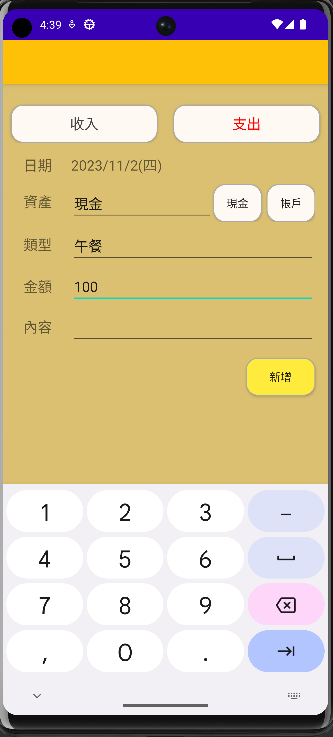 4:39
收入 支出
日期 2023/11/2(四)
資產 現金 現金 帳戶
類型 午餐
金額 100
內容
新增
1 2 3 –
4 5 6
7 8 9
, 0 .